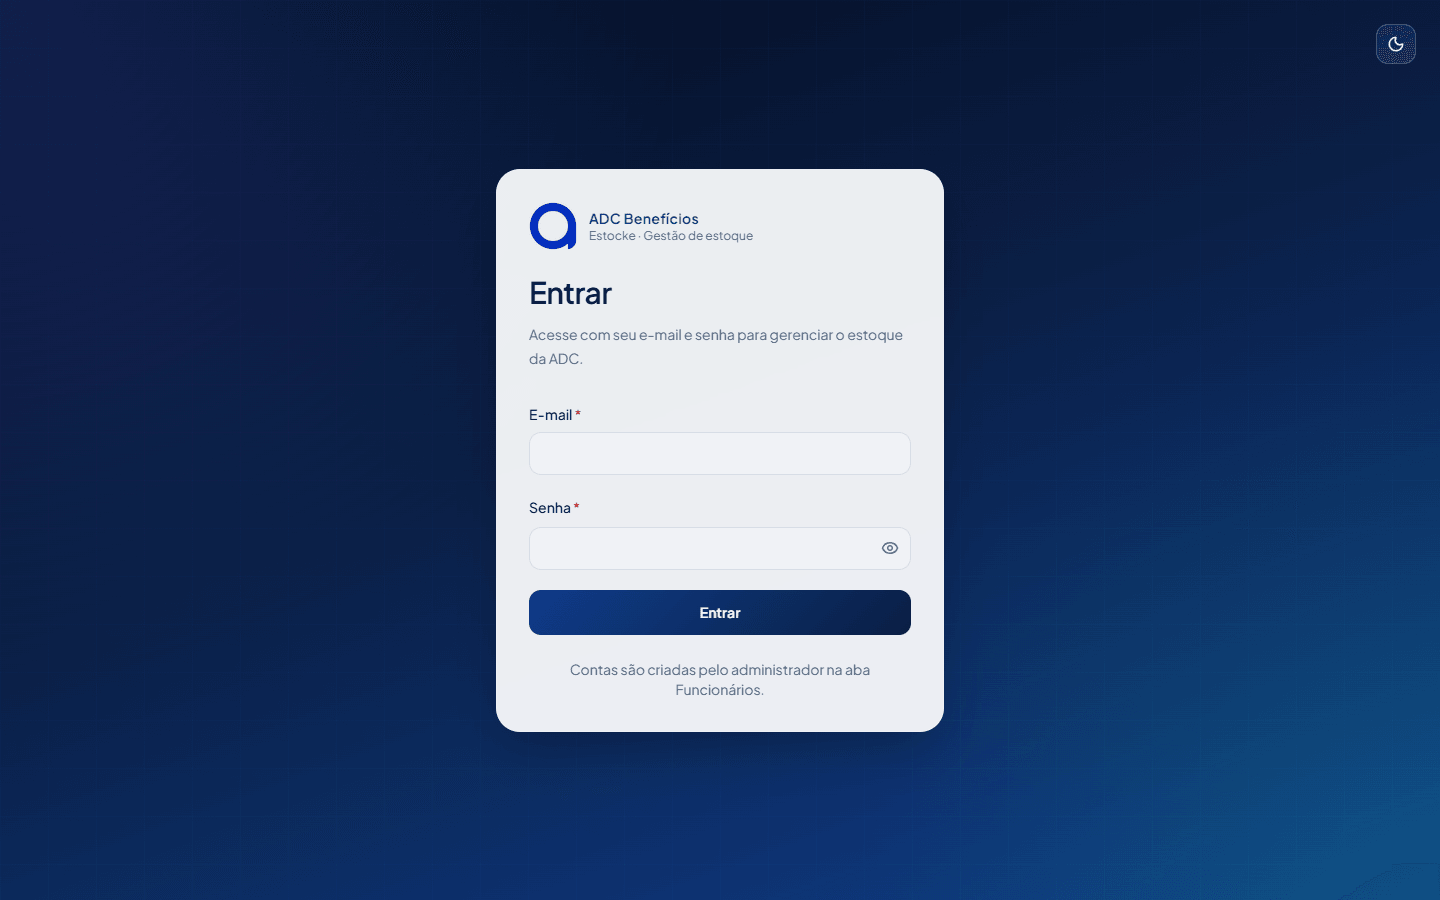 ADC Benefícios
Estocke · Gestão de estoque
Entrar
Acesse com seu e-mail e senha para gerenciar o estoque
da ADC.
E-mail *
Senha *
Entrar
Contas são criadas pelo administrador na aba
Funcionários.